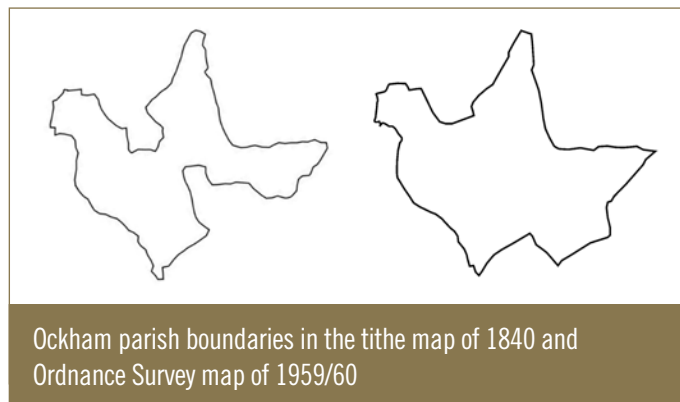 Ockham parish boundaries in the tithe map of 1840 and
Ordnance Survey map of 1959/60